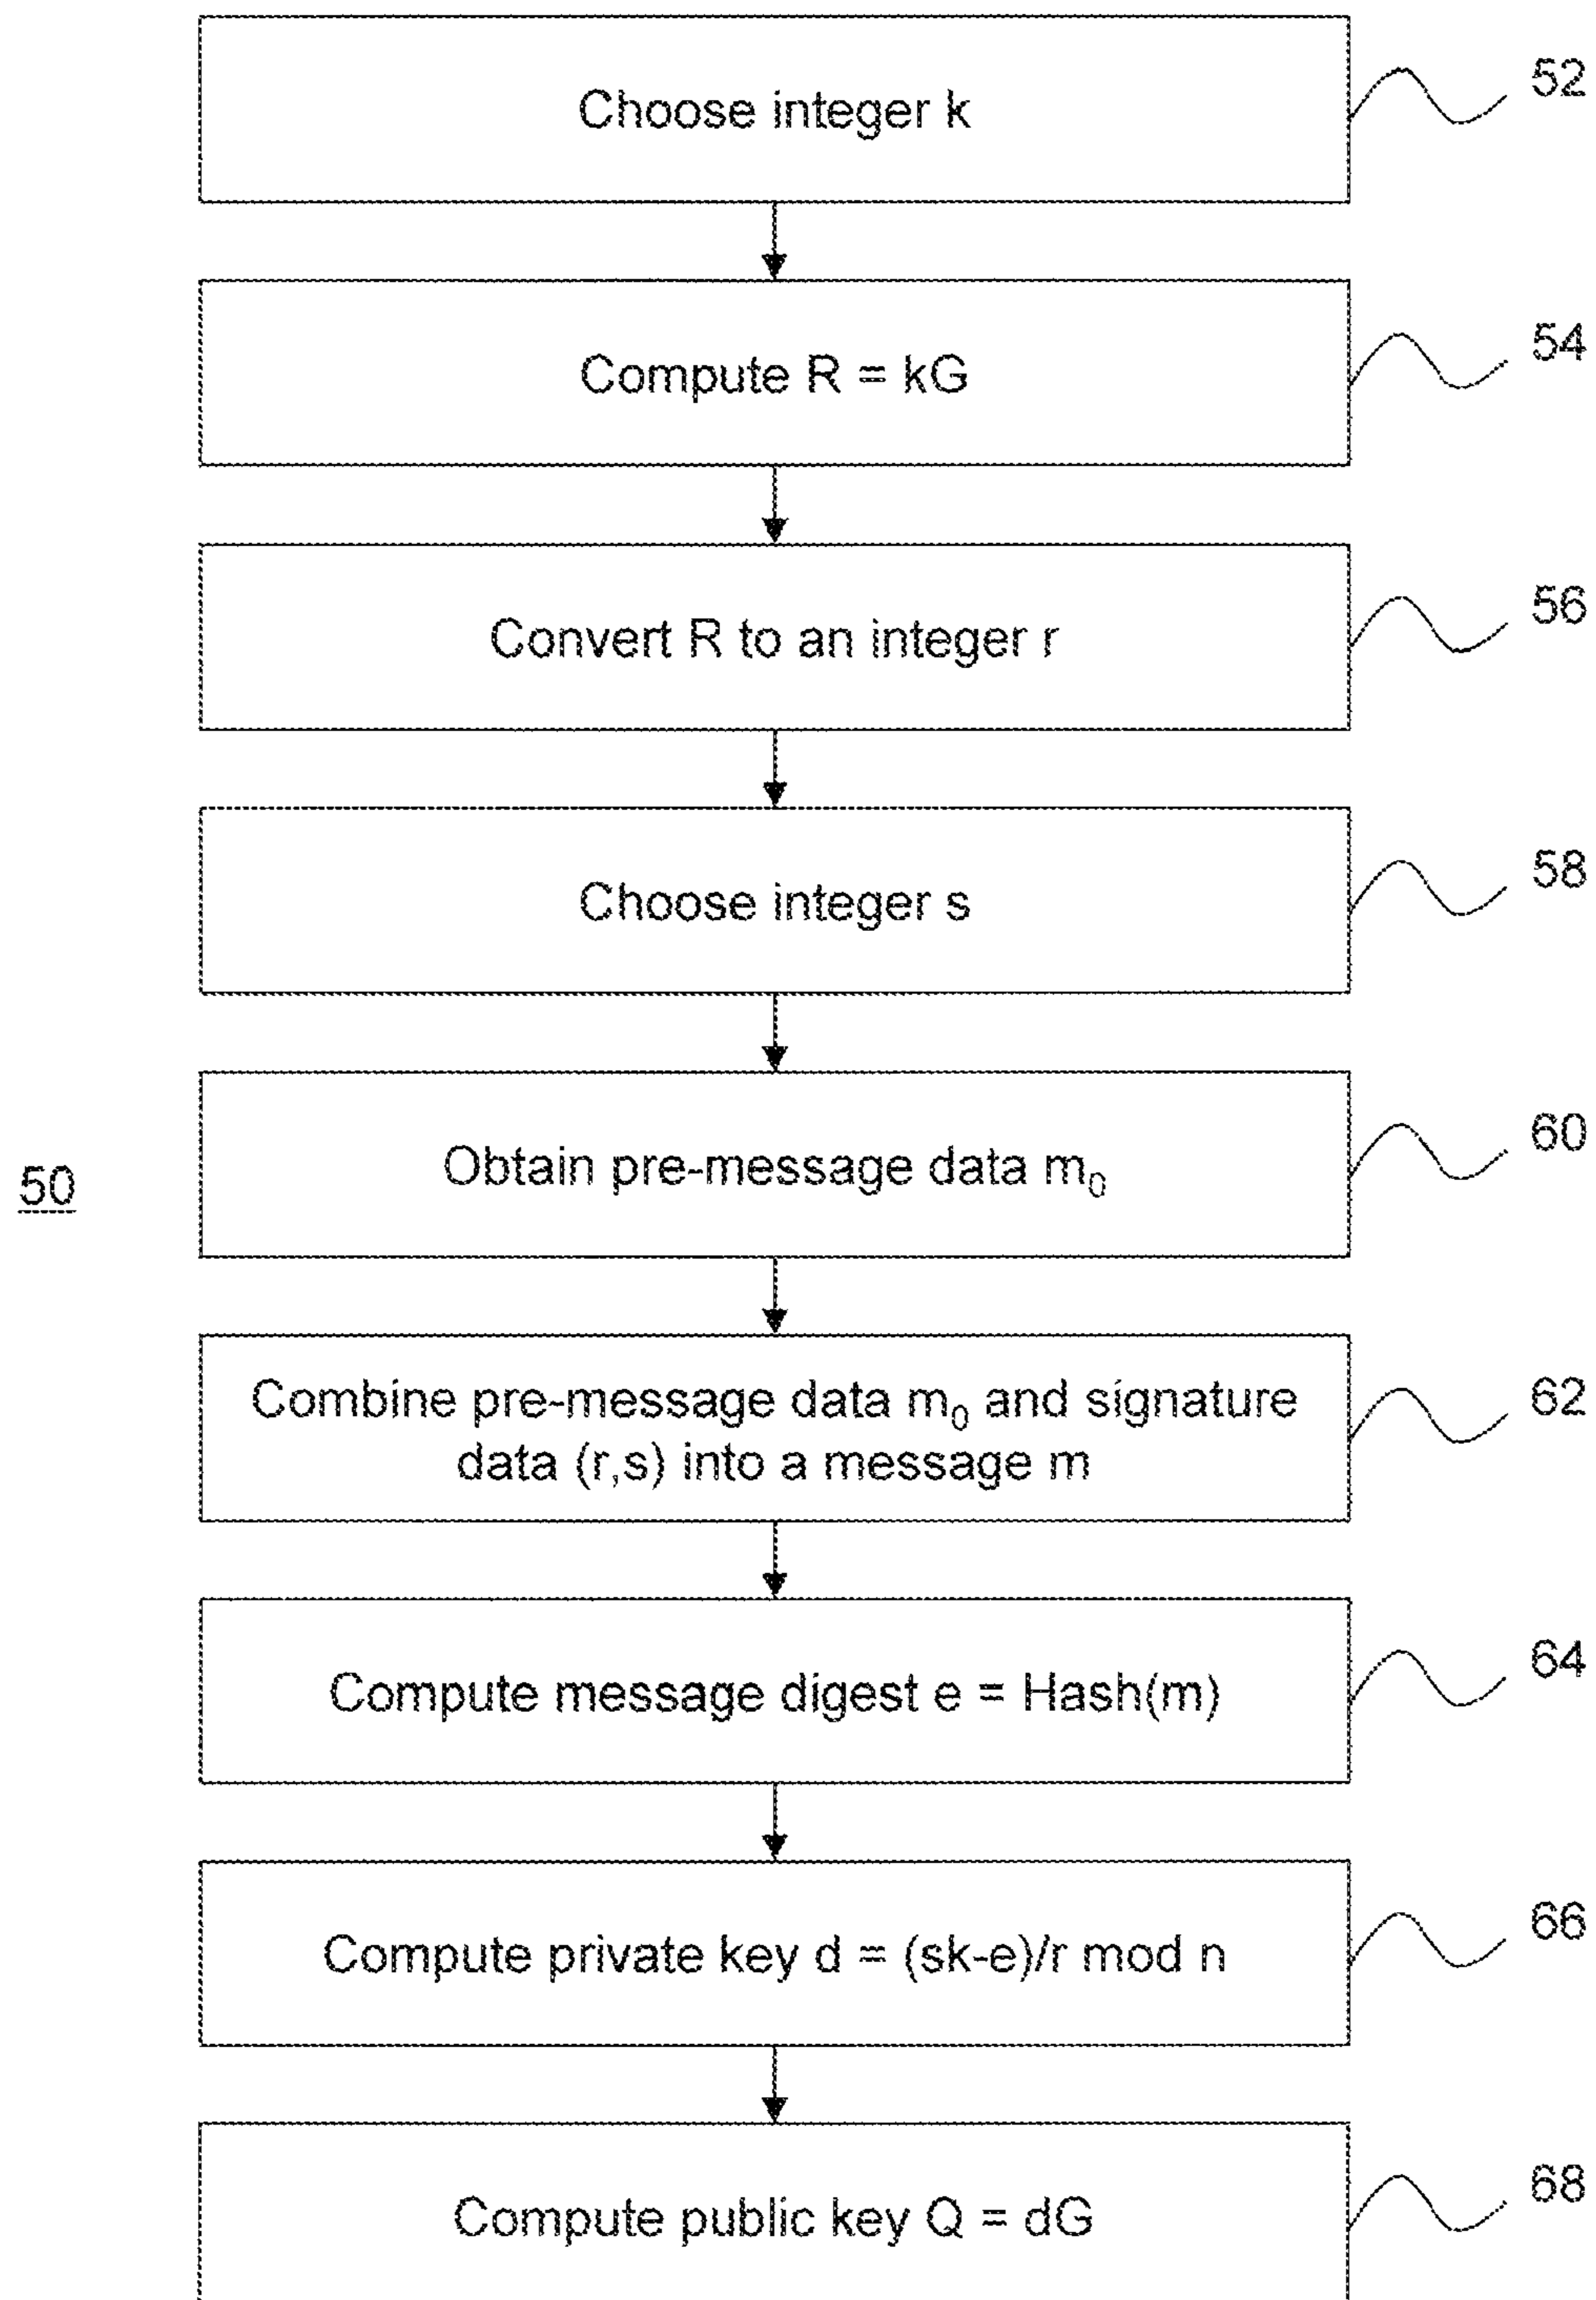 Choose integer k
52
Compute R = kG
54
Convert R to an integer r
56
Choose integer s
58
Obtain pre-message data m₀
60
50
Combine pre-message data m₀ and signature
data (r,s) into a message m
62
Compute message digest e = Hash(m)
64
Compute private key d = (sk-e)/r mod n
66
Compute public key Q = dG
68